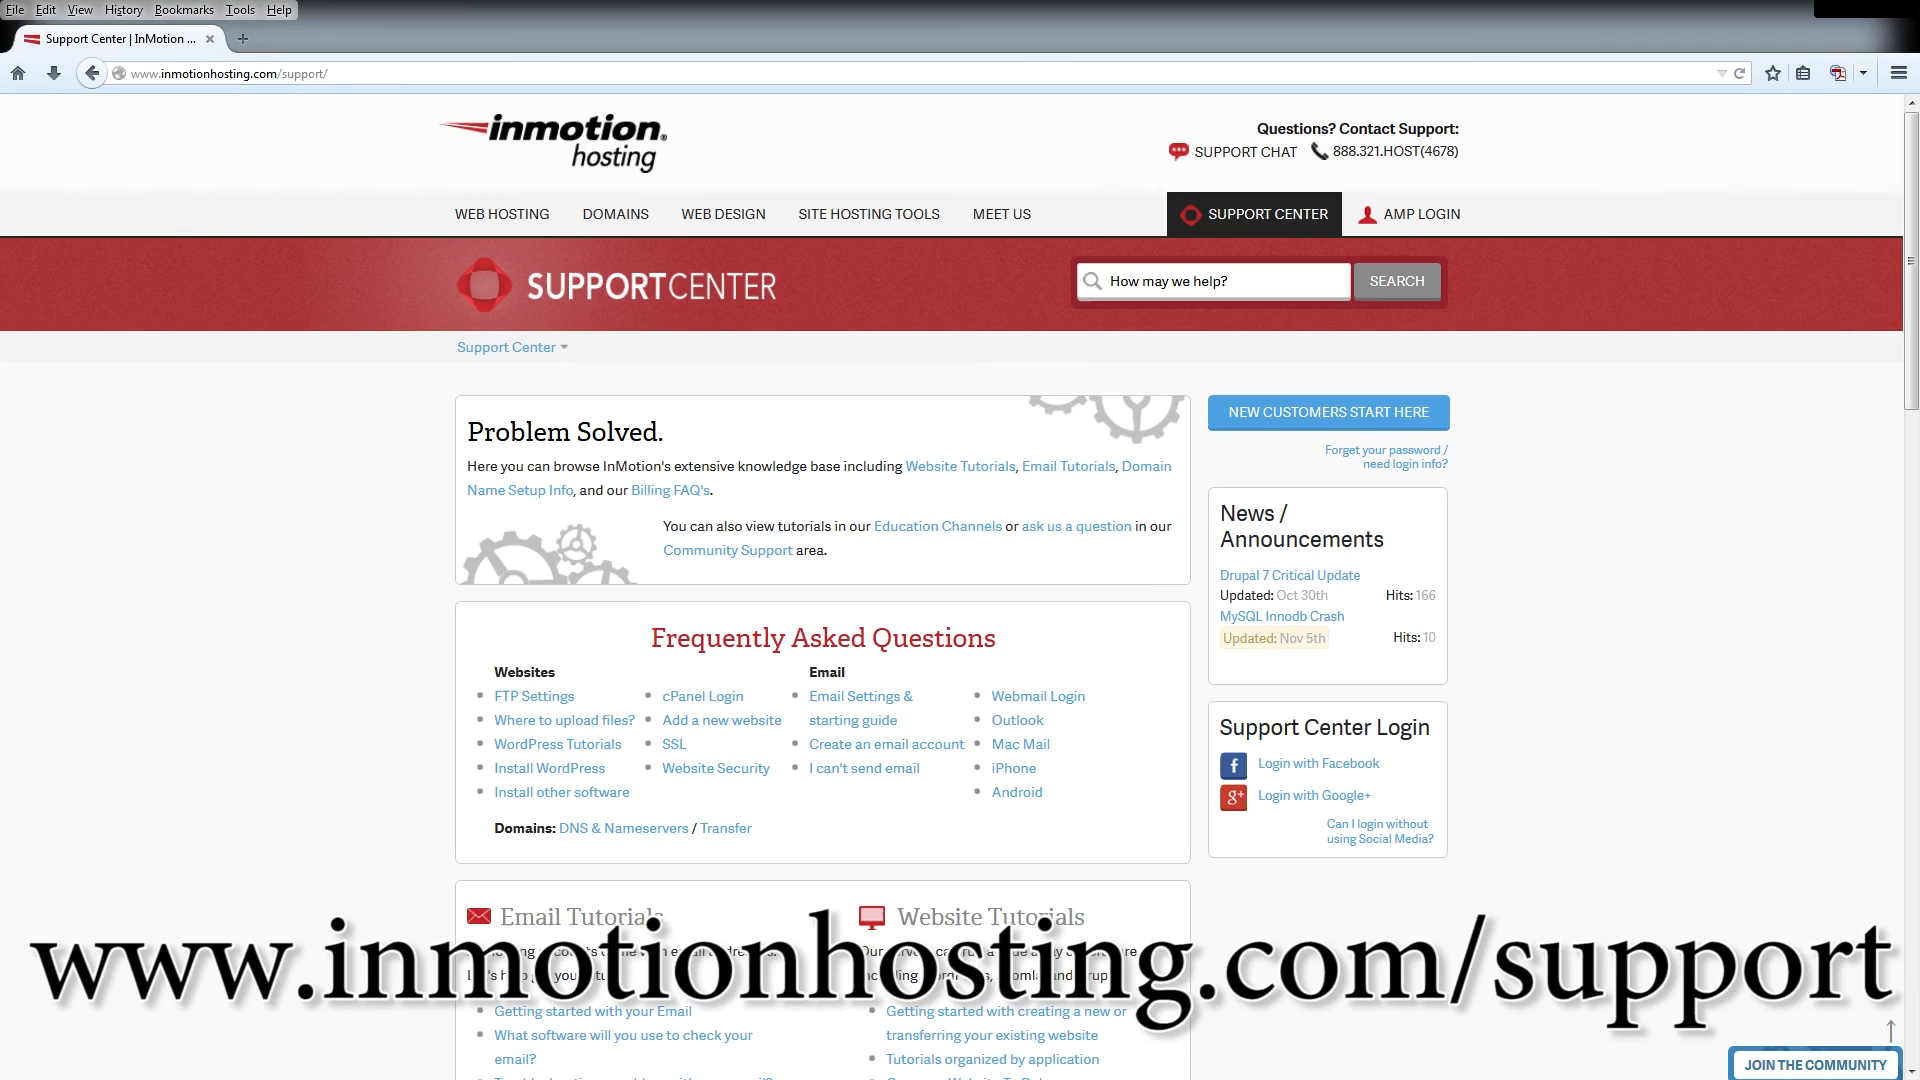 File Edit View History Bookmarks Tools Help
Support Center | InMotion ...
www.inmotionhosting.com/support/
inmotion hosting
Questions? Contact Support:
SUPPORT CHAT 888.321.HOST(4678)
WEB HOSTING DOMAINS WEB DESIGN SITE HOSTING TOOLS MEET US SUPPORT CENTER AMP LOGIN
SUPPORTCENTER
How may we help? SEARCH
Support Center
Problem Solved.
Here you can browse InMotion's extensive knowledge base including Website Tutorials, Email Tutorials, Domain
Name Setup Info, and our Billing FAQ's.
You can also view tutorials in our Education Channels or ask us a question in our
Community Support area.
NEW CUSTOMERS START HERE
Forget your password /
need login info?
News /
Announcements
Drupal 7 Critical Update
Updated: Oct 30th Hits: 166
MySQL Innodb Crash
Updated: Nov 5th Hits: 10
Frequently Asked Questions
Websites
FTP Settings
Where to upload files?
WordPress Tutorials
Install WordPress
Install other software
cPanel Login
Add a new website
SSL
Website Security
Email
Email Settings &
starting guide
Create an email account
I can't send email
Webmail Login
Outlook
Mac Mail
iPhone
Android
Domains: DNS & Nameservers / Transfer
Support Center Login
Login with Facebook
Login with Google+
Can I login without
using Social Media?
Email Tutorials
Getting started with your Email
What software will you use to check your
email?
Website Tutorials
Getting started with creating a new or
transferring your existing website
Tutorials organized by application
www.inmotionhosting.com/support
JOIN THE COMMUNITY